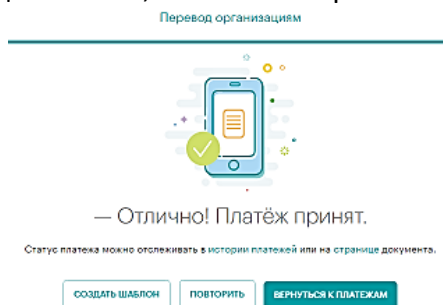 Перевод организациям
— Отлично! Платёж принят.
Статус платежа можно отслеживать в истории платежей или на странице документа.
СОЗДАТЬ ШАБЛОН ПОВТОРИТЬ ВЕРНУТЬСЯ К ПЛАТЕЖАМ